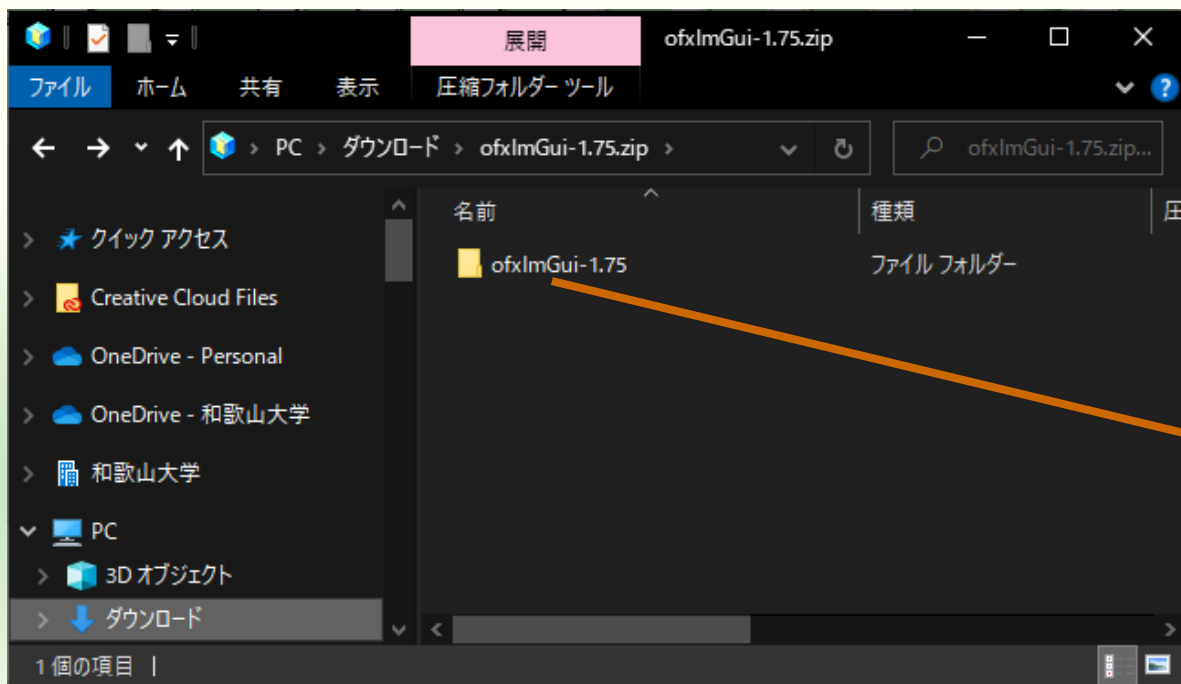 展開
ofxImGui-1.75.zip
ファイル ホーム 共有 表示 圧縮フォルダー ツール
PC › ダウンロード › ofxImGui-1.75.zip ›
ofxImGui-1.75.zip...
名前 種類 圧
クイック アクセス
ofxImGui-1.75 ファイル フォルダー
Creative Cloud Files
OneDrive - Personal
OneDrive - 和歌山大学
和歌山大学
PC
3D オブジェクト
ダウンロード
1 個の項目